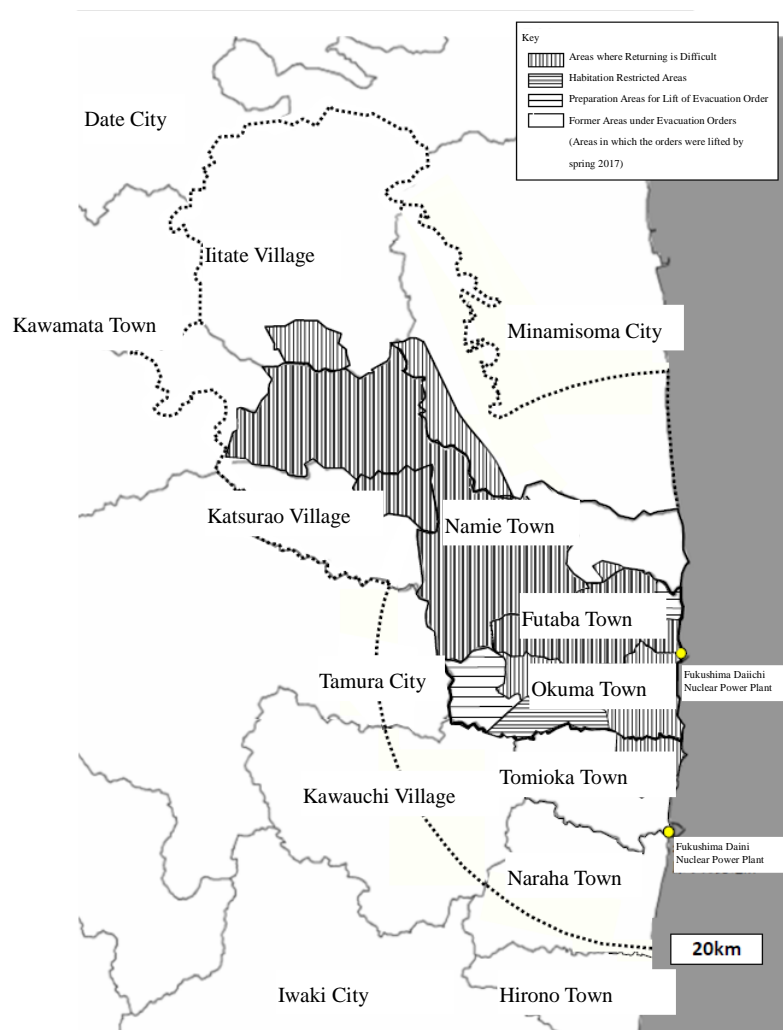 Key
Areas where Returning is Difficult
Habitation Restricted Areas
Preparation Areas for Lift of Evacuation Order
Former Areas under Evacuation Orders
(Areas in which the orders were lifted by
spring 2017)
Date City
Iitate Village
Kawamata Town
Minamisoma City
Katsurao Village
Namie Town
Futaba Town
Fukushima Daiichi
Nuclear Power Plant
Tamura City
Okuma Town
Tomioka Town
Kawauchi Village
Fukushima Daini
Nuclear Power Plant
Naraha Town
20km
Iwaki City
Hirono Town